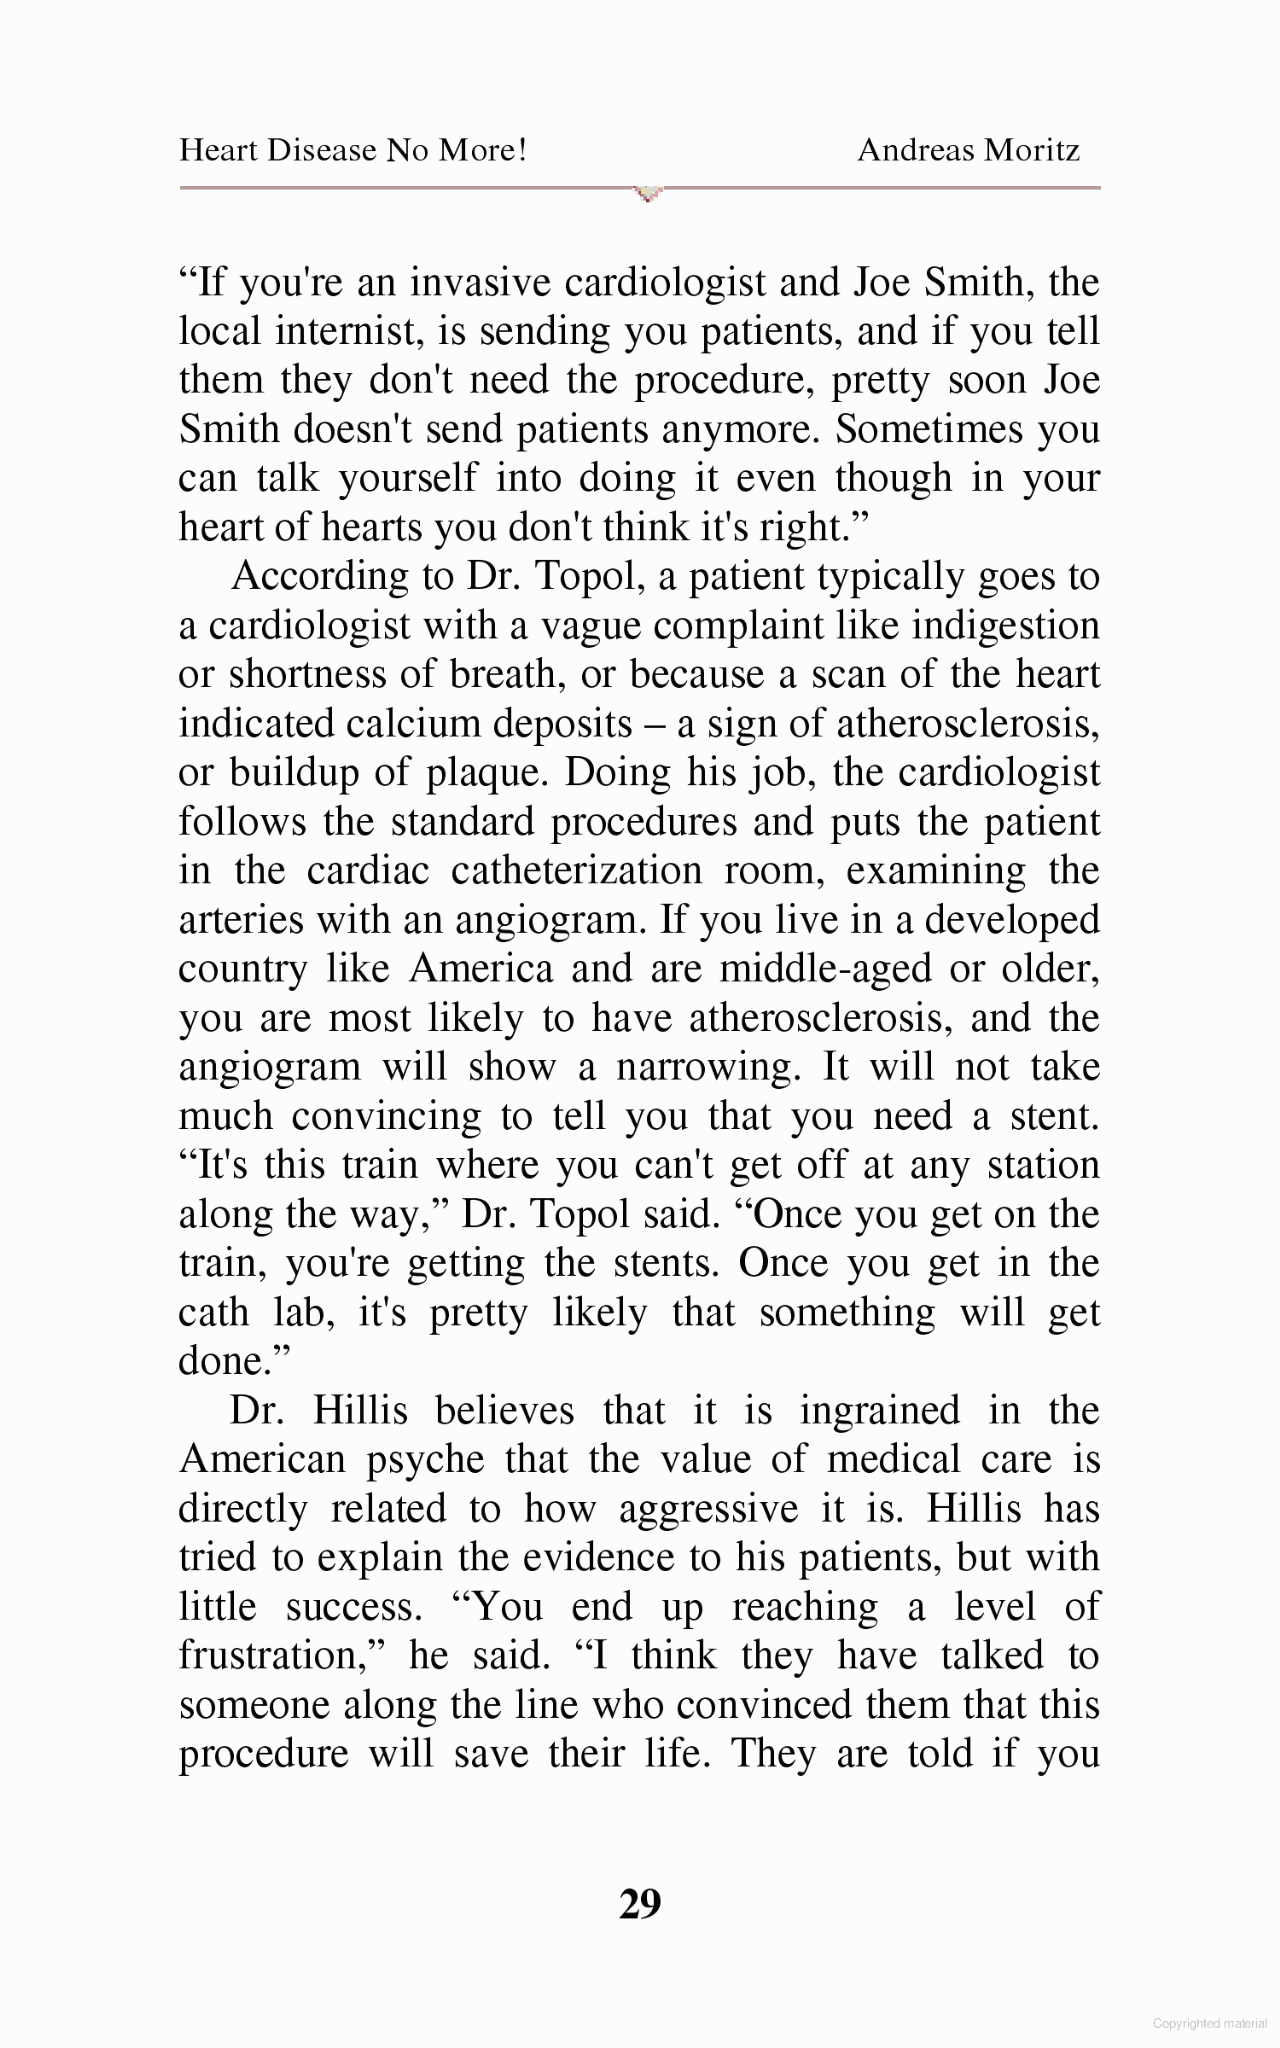 Heart Disease No More! Andreas Moritz
“If you're an invasive cardiologist and Joe Smith, the
local internist, is sending you patients, and if you tell
them they don't need the procedure, pretty soon Joe
Smith doesn't send patients anymore. Sometimes you
can talk yourself into doing it even though in your
heart of hearts you don't think it's right.”
According to Dr. Topol, a patient typically goes to
a cardiologist with a vague complaint like indigestion
or shortness of breath, or because a scan of the heart
indicated calcium deposits – a sign of atherosclerosis,
or buildup of plaque. Doing his job, the cardiologist
follows the standard procedures and puts the patient
in the cardiac catheterization room, examining the
arteries with an angiogram. If you live in a developed
country like America and are middle-aged or older,
you are most likely to have atherosclerosis, and the
angiogram will show a narrowing. It will not take
much convincing to tell you that you need a stent.
“It's this train where you can't get off at any station
along the way,” Dr. Topol said. “Once you get on the
train, you're getting the stents. Once you get in the
cath lab, it's pretty likely that something will get
done.”
Dr. Hillis believes that it is ingrained in the
American psyche that the value of medical care is
directly related to how aggressive it is. Hillis has
tried to explain the evidence to his patients, but with
little success. “You end up reaching a level of
frustration,” he said. “I think they have talked to
someone along the line who convinced them that this
procedure will save their life. They are told if you
29
Copyrighted material